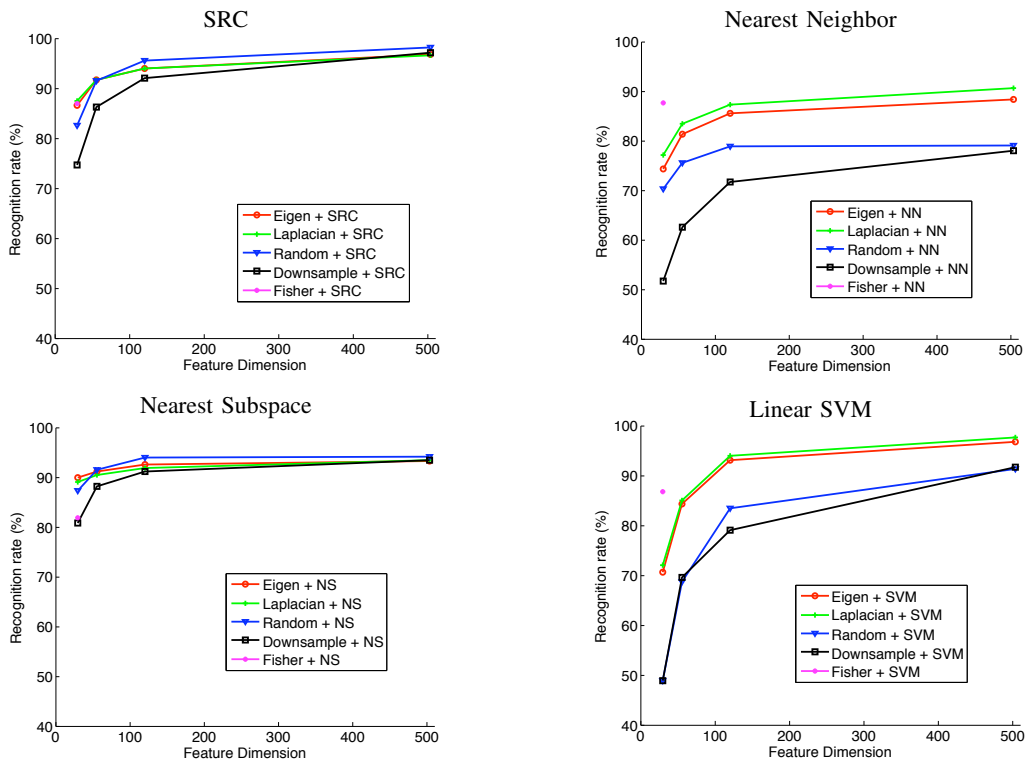 SRC
100
90
80
70
60
50
40
0
100
200
300
400
500
Recognition rate (%)
Feature Dimension
Eigen + SRC
Laplacian + SRC
Random + SRC
Downsample + SRC
Fisher + SRC
Nearest Neighbor
100
90
80
70
60
50
40
0
100
200
300
400
500
Recognition rate (%)
Feature Dimension
Eigen + NN
Laplacian + NN
Random + NN
Downsample + NN
Fisher + NN
Nearest Subspace
100
90
80
70
60
50
40
0
100
200
300
400
500
Recognition rate (%)
Feature Dimension
Eigen + NS
Laplacian + NS
Random + NS
Downsample + NS
Fisher + NS
Linear SVM
100
90
80
70
60
50
40
0
100
200
300
400
500
Recognition rate (%)
Feature Dimension
Eigen + SVM
Laplacian + SVM
Random + SVM
Downsample + SVM
Fisher + SVM